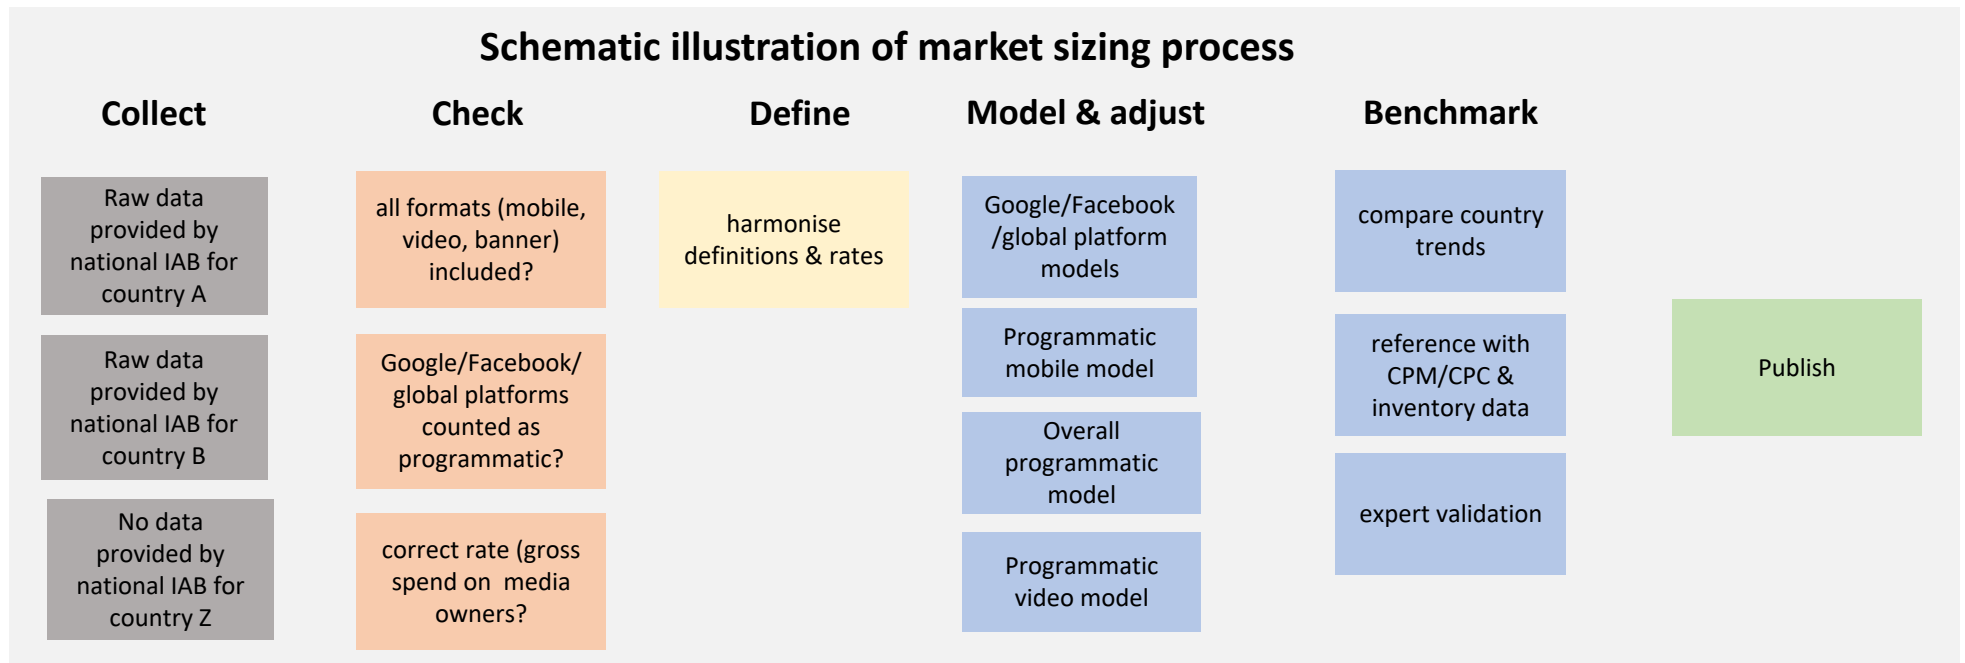 Schematic illustration of market sizing process
Collect
Check
Define
Model & adjust
Benchmark
Raw data
provided by
national IAB for
country A
Raw data
provided by
national IAB for
country B
No data
provided by
national IAB for
country Z
all formats (mobile,
video, banner)
included?
Google/Facebook/
global platforms
counted as
programmatic?
correct rate (gross
spend on  media
owners?
harmonise
definitions & rates
Google/Facebook
/global platform
models
Programmatic
mobile model
Overall
programmatic
model
Programmatic
video model
compare country
trends
reference with
CPM/CPC &
inventory data
expert validation
Publish